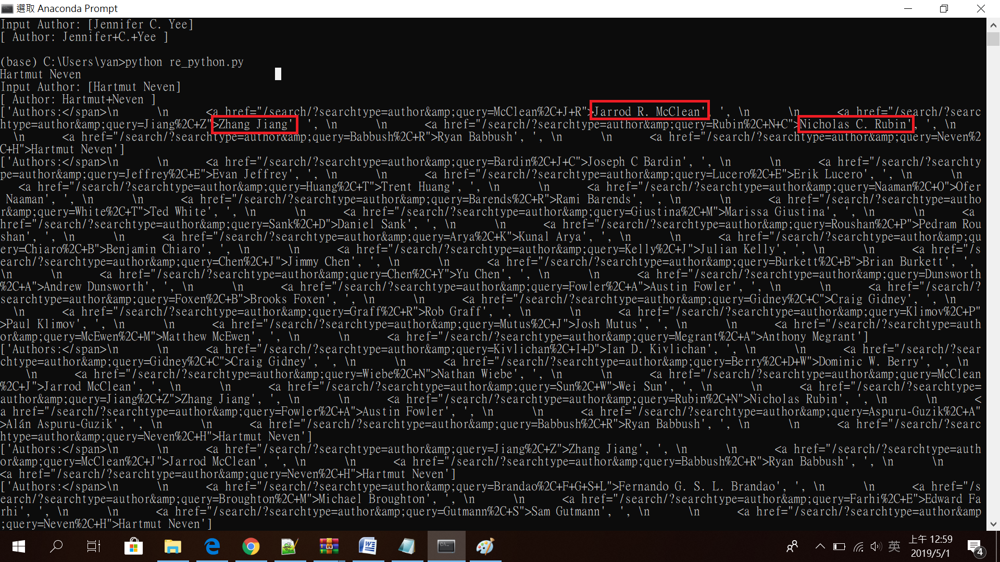 選取 Anaconda Prompt
Input Author: [Jennifer C. Yee]
[ Author: Jennifer+C.+Yee ]
(base) C:\Users\yan>python re_python.py
Hartmut Neven
Input Author: [Hartmut Neven]
[ Author: Hartmut+Neven ]
['Authors:</span>\n \n <a href="/search/?searchtype=author&amp;query=McClean%2C+J+R">Jarrod R. McClean', ', \n \n <a href="/searc
htype=author&amp;query=Jiang%2C+Z">Zhang Jiang', ', \n \n <a href="/search/?searchtype=author&amp;query=Rubin%2C+N+C">Nicholas C. Rubin', ', \n
\n <a href="/search/?searchtype=author&amp;query=Babbush%2C+R">Ryan Babbush', ', \n \n <a href="/search/?searchtype=author&amp;query=Neven%2
C+H">Hartmut Neven']
['Authors:</span>\n \n <a href="/search/?searchtype=author&amp;query=Bardin%2C+J+C">Joseph C Bardin', ', \n \n <a href="/search/?searchty
pe=author&amp;query=Jeffrey%2C+E">Evan Jeffrey', ', \n \n <a href="/search/?searchtype=author&amp;query=Lucero%2C+E">Erik Lucero', ', \n \n
<a href="/search/?searchtype=author&amp;query=Huang%2C+T">Trent Huang', ', \n \n <a href="/search/?searchtype=author&amp;query=Naaman%2C+O">Ofer
Naaman', ', \n \n <a href="/search/?searchtype=author&amp;query=Barends%2C+R">Rami Barends', ', \n \n <a href="/search/?searchtype=autho
r&amp;query=White%2C+T">Ted White', ', \n \n <a href="/search/?searchtype=author&amp;query=Giustina%2C+M">Marissa Giustina', ', \n \n <a
href="/search/?searchtype=author&amp;query=Sank%2C+D">Daniel Sank', ', \n \n <a href="/search/?searchtype=author&amp;query=Roushan%2C+P">Pedram Rou
shan', ', \n \n <a href="/search/?searchtype=author&amp;query=Arya%2C+K">Kunal Arya', ', \n \n <a href="/search/?searchtype=author&amp;qu
ery=Chiaro%2C+B">Benjamin Chiaro', ', \n \n <a href="/search/?searchtype=author&amp;query=Kelly%2C+J">Julian Kelly', ', \n \n <a href="/s
earch/?searchtype=author&amp;query=Chen%2C+J">Jimmy Chen', ', \n \n <a href="/search/?searchtype=author&amp;query=Burkett%2C+B">Brian Burkett', ',
\n \n <a href="/search/?searchtype=author&amp;query=Chen%2C+Y">Yu Chen', ', \n \n <a href="/search/?searchtype=author&amp;query=Dunsworth
%2C+A">Andrew Dunsworth', ', \n \n <a href="/search/?searchtype=author&amp;query=Fowler%2C+A">Austin Fowler', ', \n \n <a href="/search/?
searchtype=author&amp;query=Foxen%2C+B">Brooks Foxen', ', \n \n <a href="/search/?searchtype=author&amp;query=Gidney%2C+C">Craig Gidney', ', \n
\n <a href="/search/?searchtype=author&amp;query=Graff%2C+R">Rob Graff', ', \n \n <a href="/search/?searchtype=author&amp;query=Klimov%2C+P"
>Paul Klimov', ', \n \n <a href="/search/?searchtype=author&amp;query=Mutus%2C+J">Josh Mutus', ', \n \n <a href="/search/?searchtype=auth
or&amp;query=McEwen%2C+M">Matthew McEwen', ', \n \n <a href="/search/?searchtype=author&amp;query=Megrant%2C+A">Anthony Megrant']
['Authors:</span>\n \n <a href="/search/?searchtype=author&amp;query=Kivlichan%2C+I+D">Ian D. Kivlichan', ', \n \n <a href="/search/?sear
chtype=author&amp;query=Gidney%2C+C">Craig Gidney', ', \n \n <a href="/search/?searchtype=author&amp;query=Berry%2C+D+W">Dominic W. Berry', ', \n
\n <a href="/search/?searchtype=author&amp;query=Wiebe%2C+N">Nathan Wiebe', ', \n \n <a href="/search/?searchtype=author&amp;query=McClean
%2C+J">Jarrod McClean', ', \n \n <a href="/search/?searchtype=author&amp;query=Sun%2C+W">Wei Sun', ', \n \n <a href="/search/?searchtype=
author&amp;query=Jiang%2C+Z">Zhang Jiang', ', \n \n <a href="/search/?searchtype=author&amp;query=Rubin%2C+N">Nicholas Rubin', ', \n \n <
a href="/search/?searchtype=author&amp;query=Fowler%2C+A">Austin Fowler', ', \n \n <a href="/search/?searchtype=author&amp;query=Aspuru-Guzik%2C+A"
>Alán Aspuru-Guzik', ', \n \n <a href="/search/?searchtype=author&amp;query=Babbush%2C+R">Ryan Babbush', ', \n \n <a href="/search/?searc
htype=author&amp;query=Neven%2C+H">Hartmut Neven']
['Authors:</span>\n \n <a href="/search/?searchtype=author&amp;query=Jiang%2C+Z">Zhang Jiang', ', \n \n <a href="/search/?searchtype=auth
or&amp;query=McClean%2C+J">Jarrod McClean', ', \n \n <a href="/search/?searchtype=author&amp;query=Babbush%2C+R">Ryan Babbush', ', \n \n
<a href="/search/?searchtype=author&amp;query=Neven%2C+H">Hartmut Neven']
['Authors:</span>\n \n <a href="/search/?searchtype=author&amp;query=Brandao%2C+F+G+S+L">Fernando G. S. L. Brandao', ', \n \n <a href="/s
earch/?searchtype=author&amp;query=Broughton%2C+M">Michael Broughton', ', \n \n <a href="/search/?searchtype=author&amp;query=Farhi%2C+E">Edward Fa
rhi', ', \n \n <a href="/search/?searchtype=author&amp;query=Gutmann%2C+S">Sam Gutmann', ', \n \n <a href="/search/?searchtype=author&amp
;query=Neven%2C+H">Hartmut Neven']
英
上午 12:59
2019/5/1
4